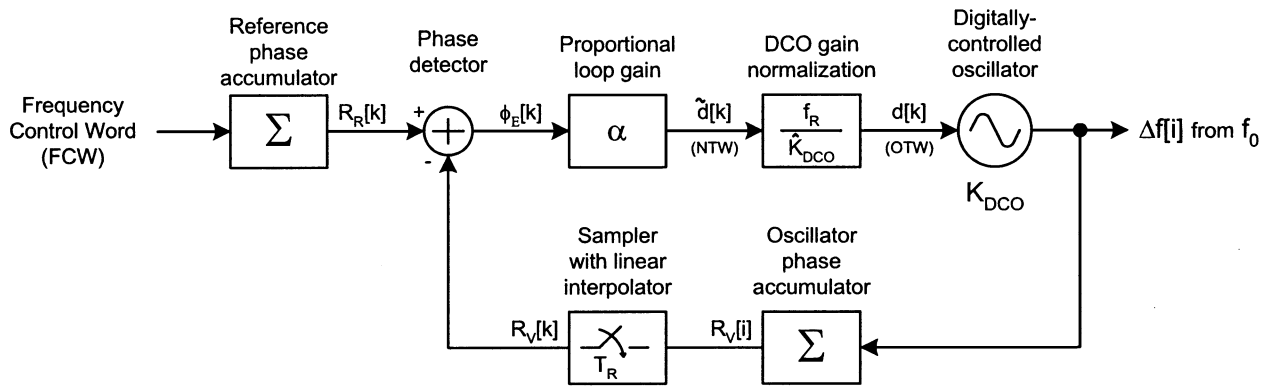 Reference
phase
accumulator
Phase
detector
Proportional
loop gain
DCO gain
normalization
Digitally-
controlled
oscillator
Frequency
Control Word
(FCW)
Σ
R_R[k]
+
+
-
ϕ_E[k]
α
d̃[k]
(NTW)
f_R
K̂_DCO
d[k]
(OTW)
K_DCO
Δf[i] from f_0
Sampler
with linear
interpolator
Oscillator
phase
accumulator
R_V[k]
T_R
R_V[i]
Σ